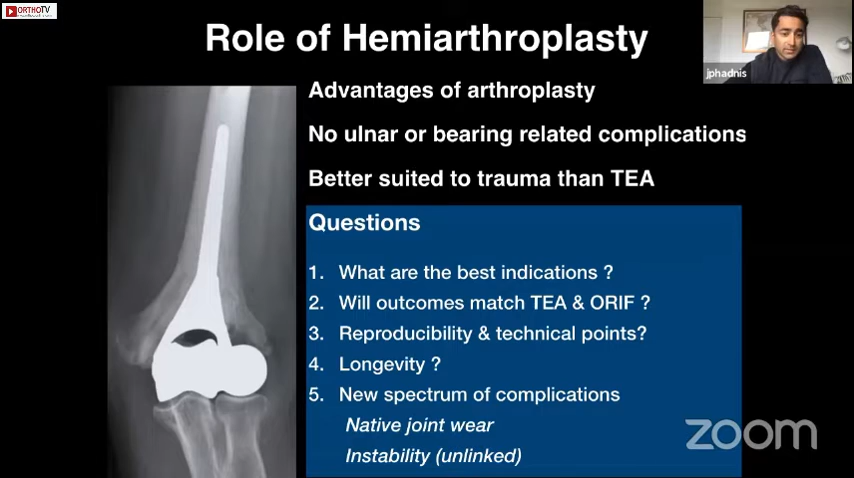 ORTHOTV
Role of Hemiarthroplasty
jphadnis
Advantages of arthroplasty
No ulnar or bearing related complications
Better suited to trauma than TEA
Questions
1. What are the best indications ?
2. Will outcomes match TEA & ORIF ?
3. Reproducibility & technical points?
4. Longevity ?
5. New spectrum of complications
Native joint wear
Instability (unlinked)
zoom